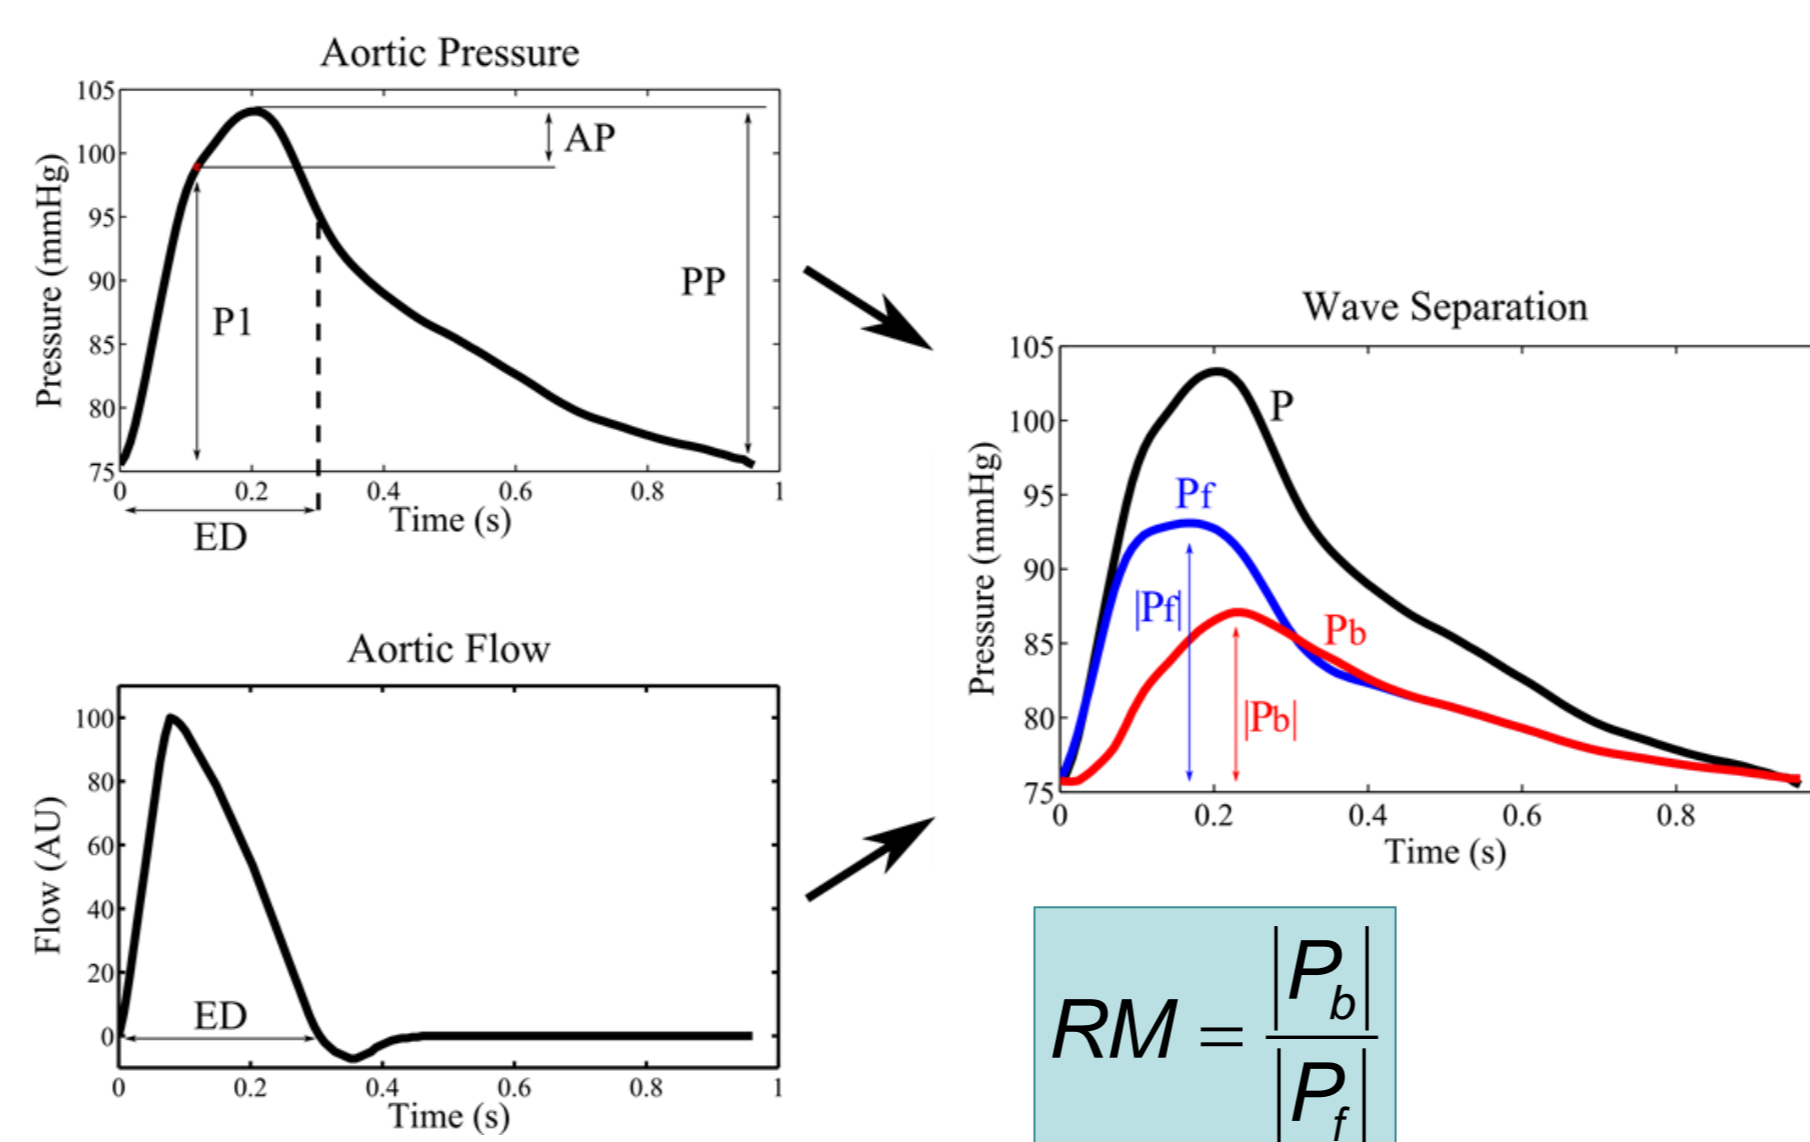 Aortic Pressure
Pressure (mmHg)
105
100
95
90
85
80
75
AP
PP
P1
0 0.2 0.4 0.6 0.8 1
Time (s)
ED
Aortic Flow
Flow (AU)
100
80
60
40
20
0
ED
0 0.2 0.4 0.6 0.8 1
Time (s)
Wave Separation
Pressure (mmHg)
105
100
95
90
85
80
75
P
Pf
|Pf|
Pb
|Pb|
0 0.2 0.4 0.6 0.8
Time (s)
RM = |Pb| / |Pf|